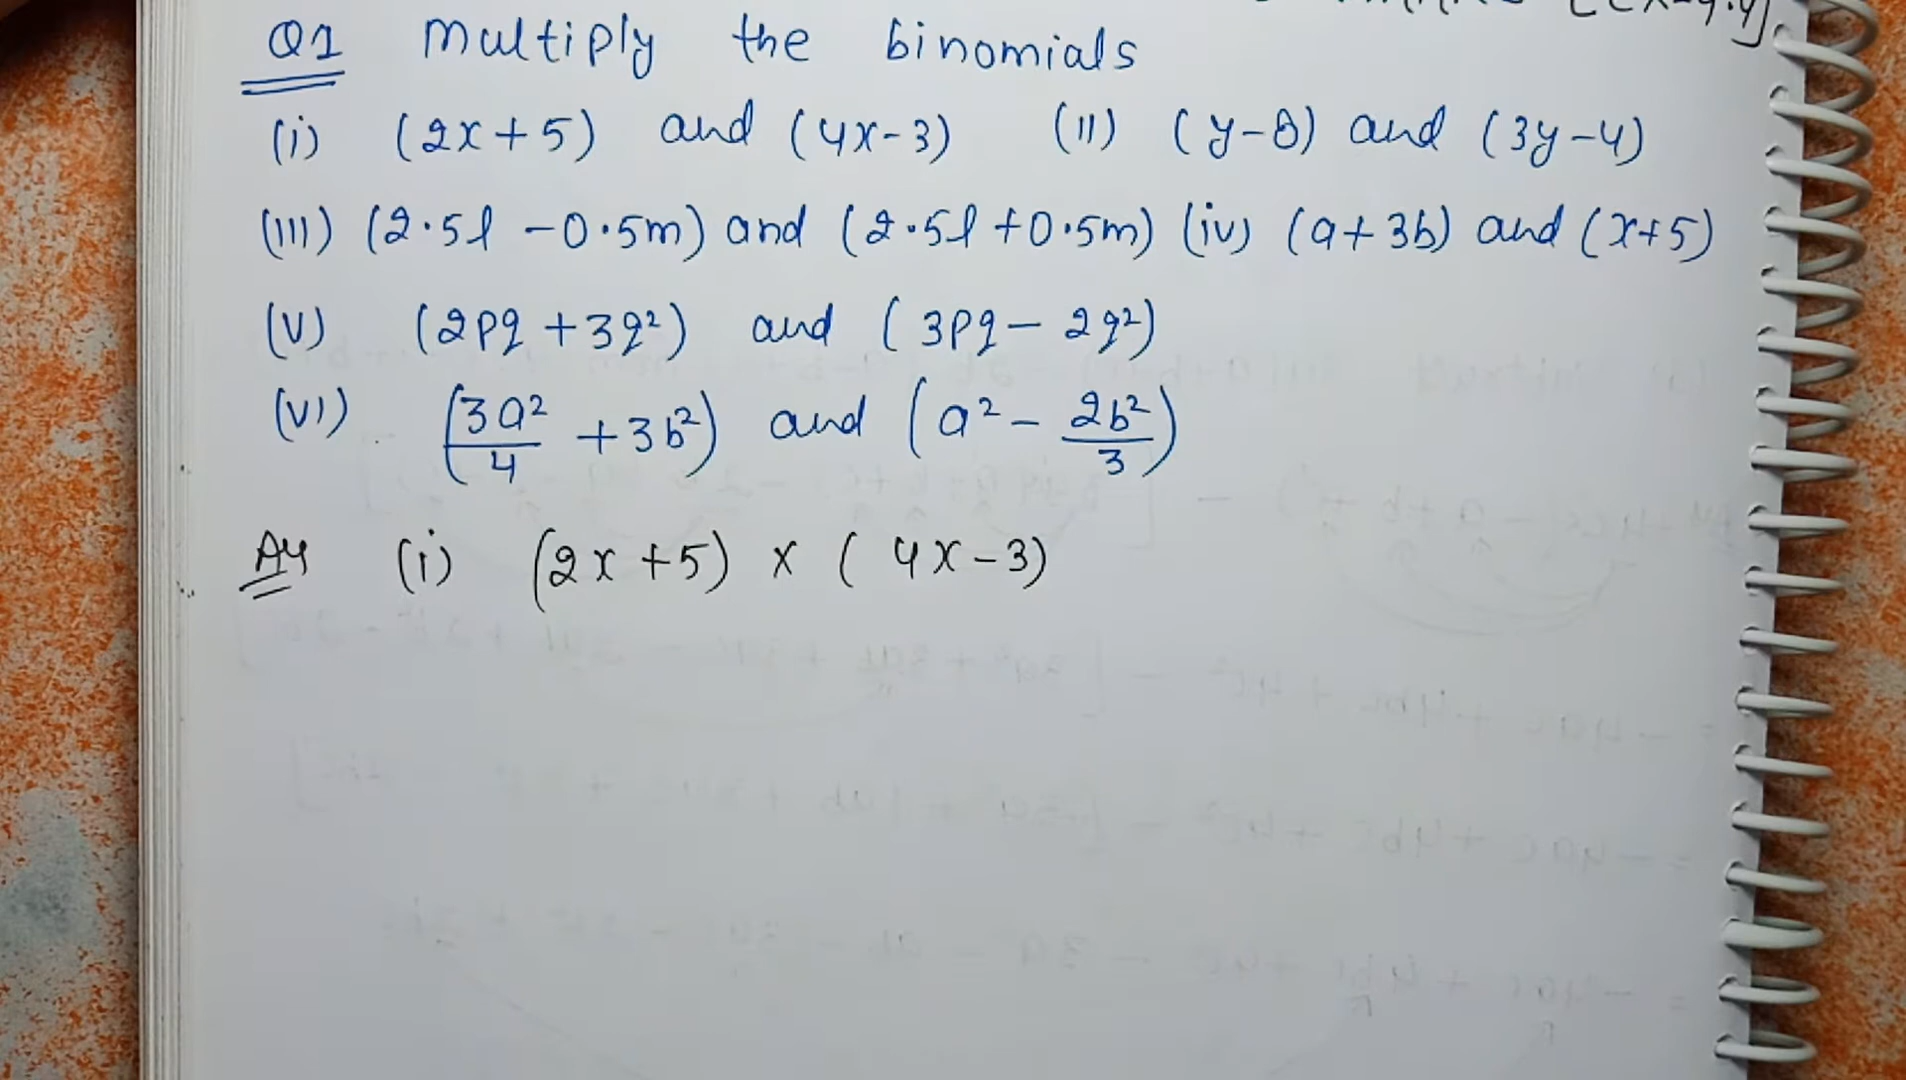 Q1 Multiply the binomials
(i) (2x+5) and (4x-3) (II) (y-8) and (3y-4)
(III) (2.5l - 0.5m) and (2.5l + 0.5m) (iv) (a+3b) and (x+5)
(V) (2pq + 3q²) and (3pq - 2q²)
(VI) (3a²/4 + 3b²) and (a² - 2b²/3)
(i) (2x+5) x (4x-3)